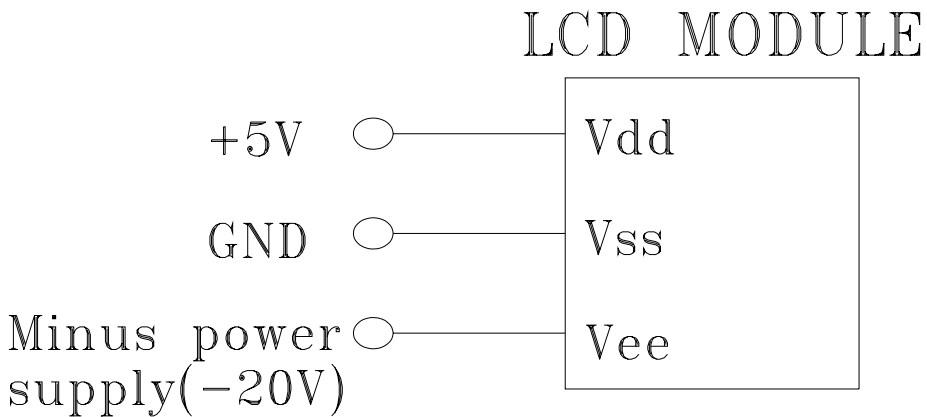 LCD MODULE
+5V
Vdd
GND
Vss
Minus power
supply(-20V)
Vee